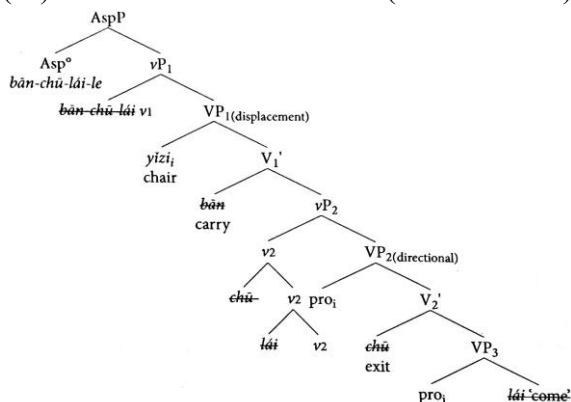 AspP
Asp° vP₁
bān-chū-lái-le
bān-chū-lái v1 VP₁(displacement)
yǐziᵢ V₁'
chair
bān vP₂
carry
v2 VP₂(directional)
chū v2 proᵢ V₂'
lái v2 chū VP₃
exit
proᵢ lái 'come'